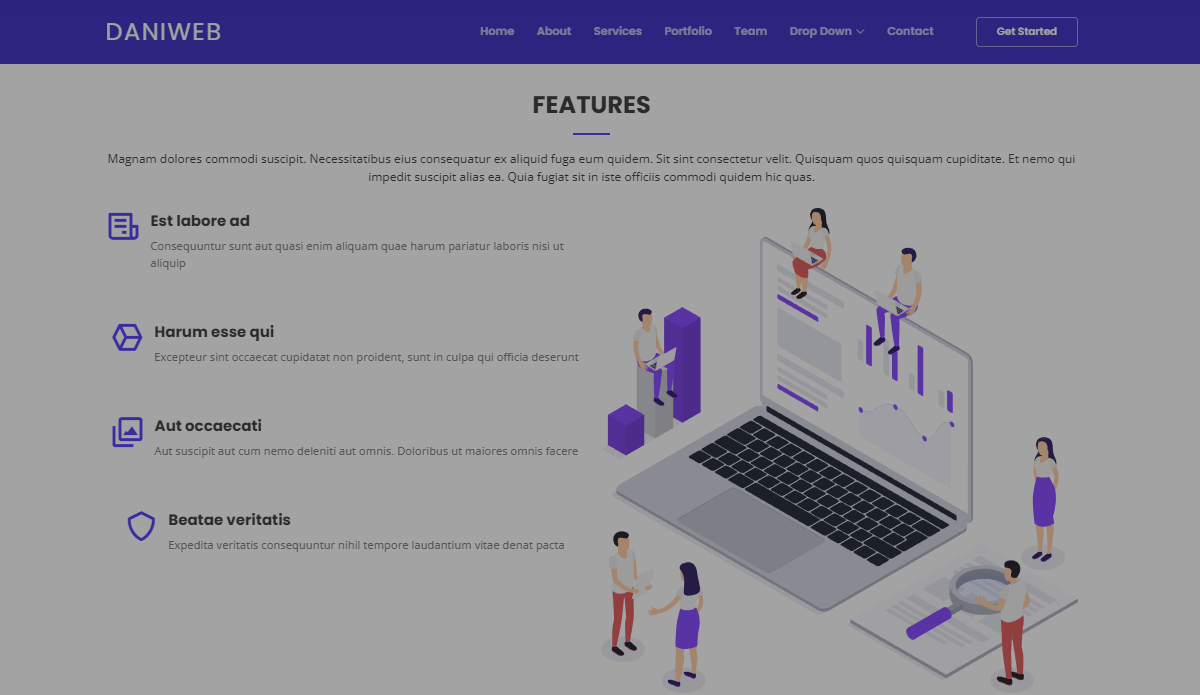 DANIWEB
Home About Services Portfolio Team Drop Down Contact Get Started
FEATURES
Magnam dolores commodi suscipit. Necessitatibus eius consequatur ex aliquid fuga eum quidem. Sit sint consectetur velit. Quisquam quos quisquam cupiditate. Et nemo qui
impedit suscipit alias ea. Quia fugiat sit in iste officiis commodi quidem hic quas.
Est labore ad
Consequuntur sunt aut quasi enim aliquam quae harum pariatur laboris nisi ut
aliquip
Harum esse qui
Excepteur sint occaecat cupidatat non proident, sunt in culpa qui officia deserunt
Aut occaecati
Aut suscipit aut cum nemo deleniti aut omnis. Doloribus ut maiores omnis facere
Beatae veritatis
Expedita veritatis consequuntur nihil tempore laudantium vitae denat pacta